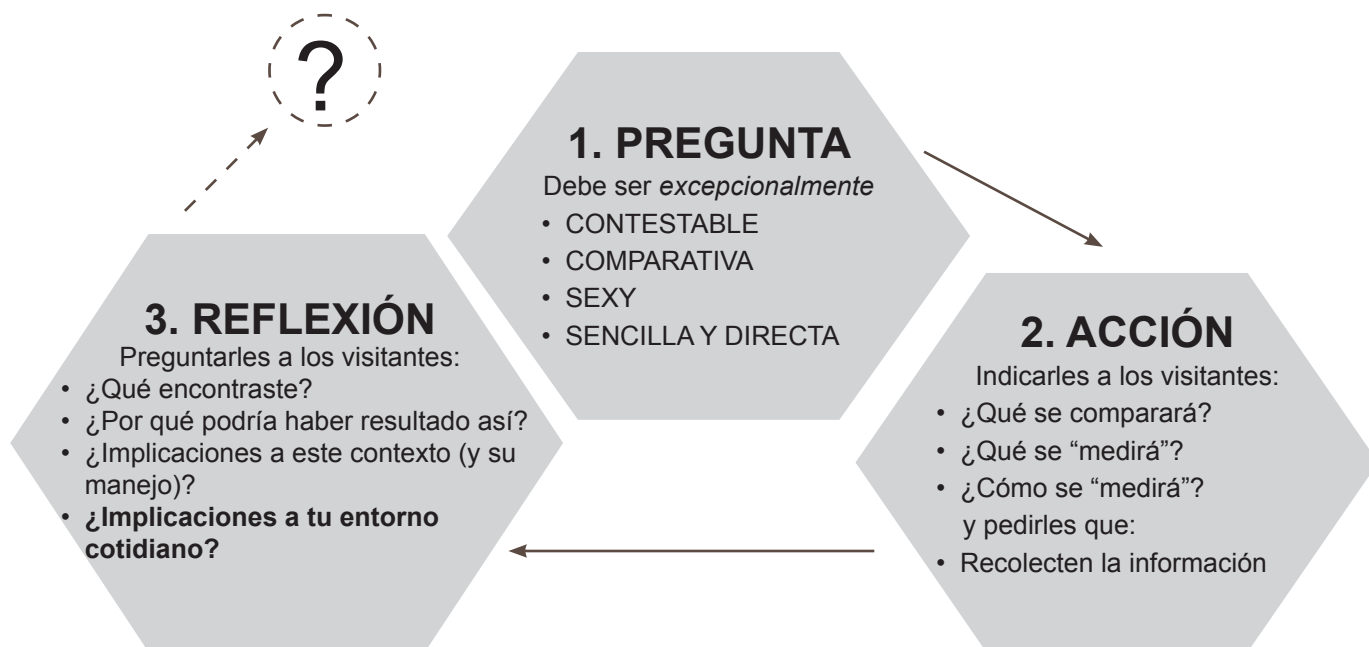 ?
1. PREGUNTA
Debe ser excepcionalmente
• CONTESTABLE
• COMPARATIVA
• SEXY
• SENCILLA Y DIRECTA
2. ACCIÓN
Indicarles a los visitantes:
• ¿Qué se comparará?
• ¿Qué se “medirá”?
• ¿Cómo se “medirá”?
y pedirles que:
• Recolecten la información
3. REFLEXIÓN
Preguntarles a los visitantes:
• ¿Qué encontraste?
• ¿Por qué podría haber resultado así?
• ¿Implicaciones a este contexto (y su
manejo)?
• ¿Implicaciones a tu entorno
cotidiano?